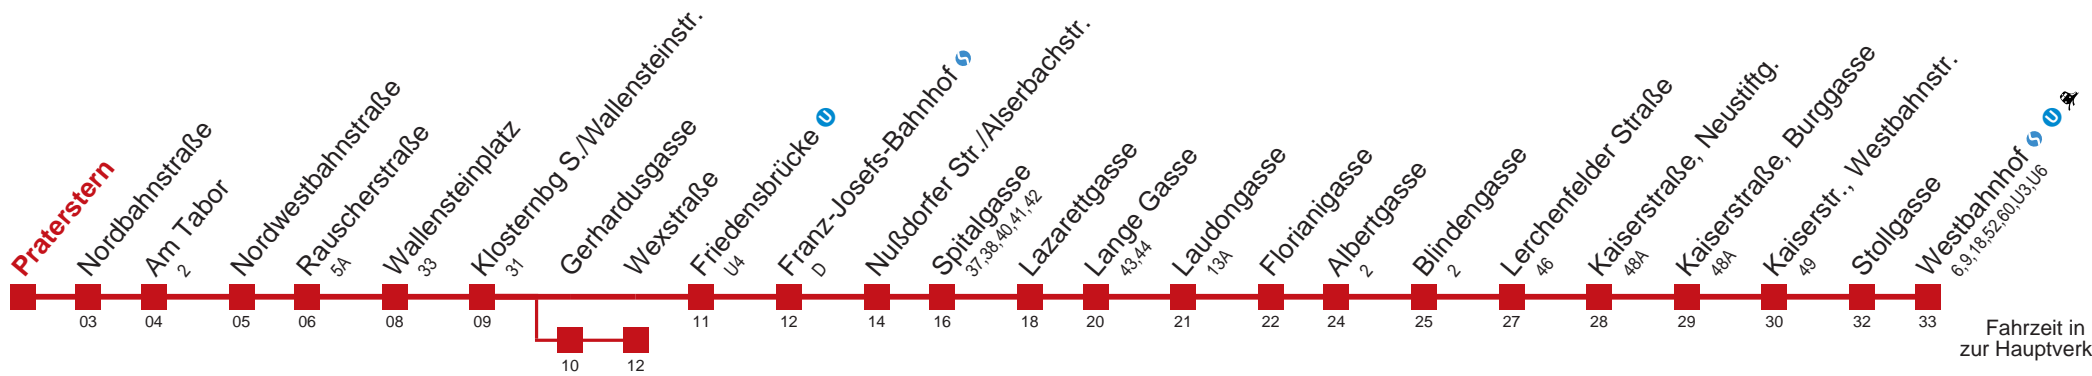 Praterstern
Nordbahnstraße
03
Am Tabor
2
04
Nordwestbahnstraße
05
Rauscherstraße
5A
06
Wallensteinplatz
33
08
Klosternbg S./Wallensteinstr.
31
09
Gerhardusgasse
10
Wexstraße
12
Friedensbrücke U
U4
11
Franz-Josefs-Bahnhof
D
12
Nußdorfer Str./Alserbachstr.
14
Spitalgasse
37,38,40,41,42
16
Lazarettgasse
18
Lange Gasse
43,44
20
Laudongasse
13A
21
Florianigasse
22
Albertgasse
2
24
Blindengasse
2
25
Lerchenfelder Straße
46
27
Kaiserstraße, Neustiftg.
48A
28
Kaiserstraße, Burggasse
48A
29
Kaiserstr., Westbahnstr.
49
30
Stollgasse
32
Westbahnhof U
6,9,18,52,60,U3,U6
33
Fahrzeit in
zur Hauptverk